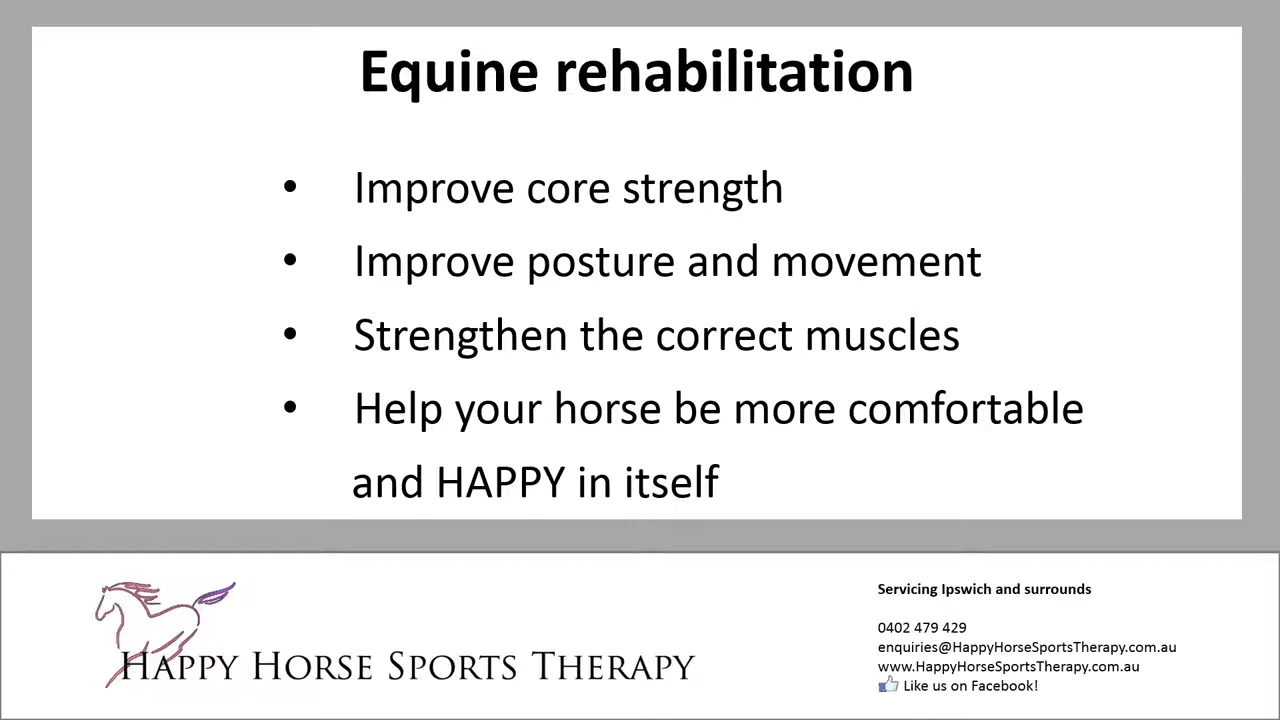 Equine rehabilitation
• Improve core strength
• Improve posture and movement
• Strengthen the correct muscles
• Help your horse be more comfortable
and HAPPY in itself
HAPPY HORSE SPORTS THERAPY
Servicing Ipswich and surrounds
0402 479 429
enquiries@HappyHorseSportsTherapy.com.au
www.HappyHorseSportsTherapy.com.au
Like us on Facebook!